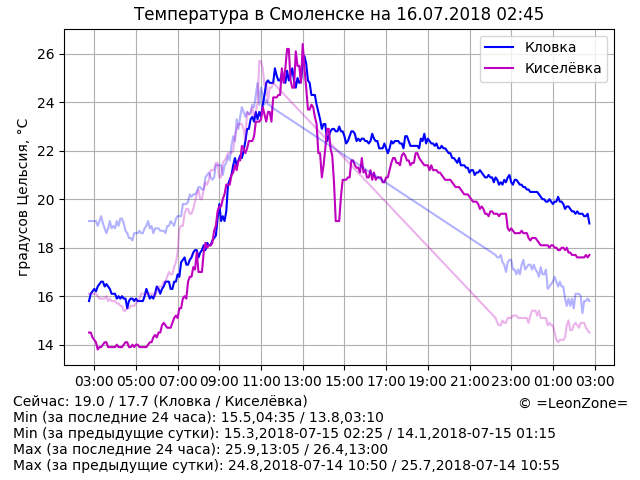 Температура в Смоленске на 16.07.2018 02:45
Кловка
Киселёвка
градусов Цельсия, °C
26
24
22
20
18
16
14
03:00 05:00 07:00 09:00 11:00 13:00 15:00 17:00 19:00 21:00 23:00 01:00 03:00
Сейчас: 19.0 / 17.7 (Кловка / Киселёвка)
© =LeonZone=
Min (за последние 24 часа): 15.5,04:35 / 13.8,03:10
Min (за предыдущие сутки): 15.3,2018-07-15 02:25 / 14.1,2018-07-15 01:15
Max (за последние 24 часа): 25.9,13:05 / 26.4,13:00
Max (за предыдущие сутки): 24.8,2018-07-14 10:50 / 25.7,2018-07-14 10:55